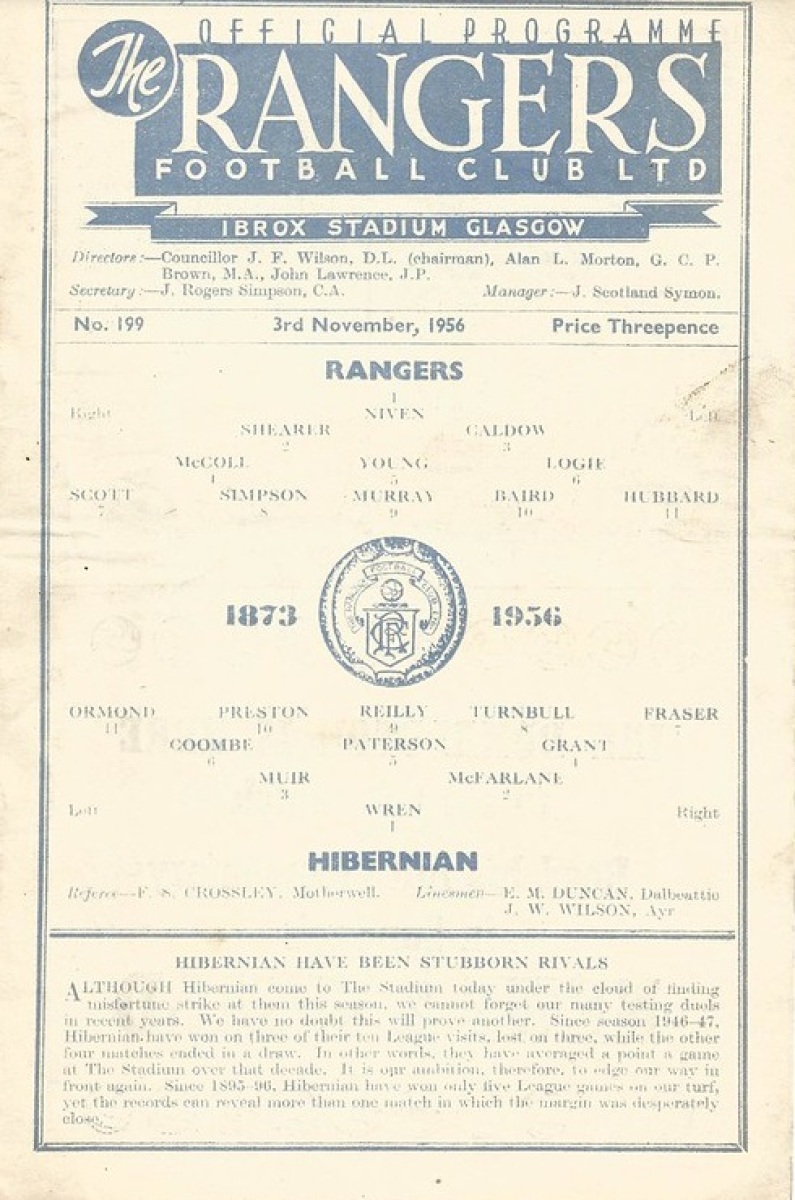 OFFICIAL PROGRAMME
The RANGERS
FOOTBALL CLUB LTD
IBROX STADIUM GLASGOW
Directors:—Councillor J. F. Wilson, D.L. (chairman), Alan L. Morton, G. C. P.
Brown, M.A., John Lawrence, J.P.
Secretary:—J. Rogers Simpson, C.A. Manager:—J. Scotland Symon.
No. 199 3rd November, 1956 Price Threepence
RANGERS
1
Right NIVEN Left
SHEARER CALDOW
2 3
McCOLL YOUNG LOGIE
4 5 6
SCOTT SIMPSON MURRAY BAIRD HUBBARD
7 8 9 10 11
FOOTBALL
1873 1956
ORMOND PRESTON REILLY TURNBULL FRASER
11 10 9 8 7
COOMBE PATERSON GRANT
6 5 4
MUIR McFARLANE
3 2
Left WREN Right
1
HIBERNIAN
Referee—F. S. CROSSLEY, Motherwell. Linesmen—E. M. DUNCAN, Dalbeattie
J. W. WILSON, Ayr
HIBERNIAN HAVE BEEN STUBBORN RIVALS
ALTHOUGH Hibernian come to The Stadium today under the cloud of finding
misfortune strike at them this season, we cannot forget our many testing duels
in recent years. We have no doubt this will prove another. Since season 1946-47,
Hibernian have won on three of their ten League visits, lost on three, while the other
four matches ended in a draw. In other words, they have averaged a point a game
at The Stadium over that decade. It is our ambition, therefore, to edge our way in
front again. Since 1895-96, Hibernian have won only five League games on our turf,
yet the records can reveal more than one match in which the margin was desperately
close.